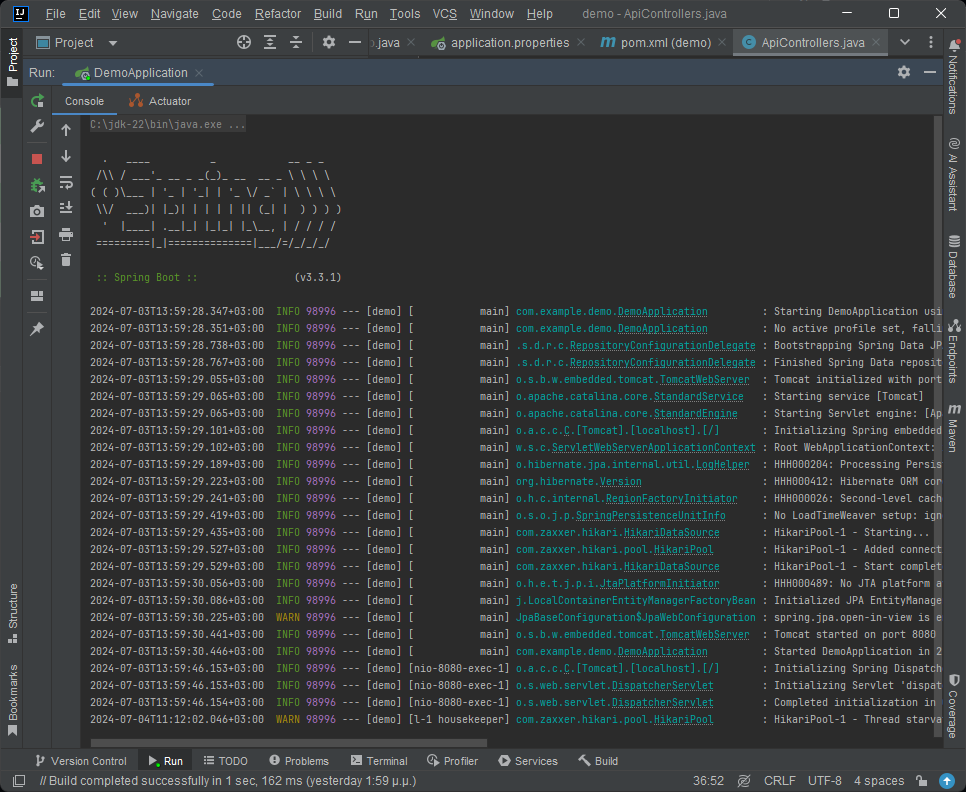 File Edit View Navigate Code Refactor Build Run Tools VCS Window Help demo - ApiControllers.java
Project .java application.properties pom.xml (demo) ApiControllers.java
Run: DemoApplication
Console Actuator
C:\jdk-22\bin\java.exe ...
  .   ____          _            __ _ _
 /\\ / ___'_ __ _ _(_)_ __  __ _ \ \ \ \
( ( )\___ | '_ | '_| | '_ \/ _` | \ \ \ \
 \\/  ___)| |_)| | | | | || (_| |  ) ) ) )
  '  |____| .__|_| |_|_| |_\__, | / / / /
 =========|_|==============|___/=/_/_/_/
:: Spring Boot :: (v3.3.1)
2024-07-03T13:59:28.347+03:00 INFO 98996 --- [demo] [ main] com.example.demo.DemoApplication : Starting DemoApplication usi
2024-07-03T13:59:28.351+03:00 INFO 98996 --- [demo] [ main] com.example.demo.DemoApplication : No active profile set, falli
2024-07-03T13:59:28.738+03:00 INFO 98996 --- [demo] [ main] .s.d.r.c.RepositoryConfigurationDelegate : Bootstrapping Spring Data JP
2024-07-03T13:59:28.767+03:00 INFO 98996 --- [demo] [ main] .s.d.r.c.RepositoryConfigurationDelegate : Finished Spring Data reposit
2024-07-03T13:59:29.055+03:00 INFO 98996 --- [demo] [ main] o.s.b.w.embedded.tomcat.TomcatWebServer : Tomcat initialized with port
2024-07-03T13:59:29.065+03:00 INFO 98996 --- [demo] [ main] o.apache.catalina.core.StandardService : Starting service [Tomcat]
2024-07-03T13:59:29.065+03:00 INFO 98996 --- [demo] [ main] o.apache.catalina.core.StandardEngine : Starting Servlet engine: [Ap
2024-07-03T13:59:29.101+03:00 INFO 98996 --- [demo] [ main] o.a.c.c.C.[Tomcat].[localhost].[/] : Initializing Spring embedded
2024-07-03T13:59:29.102+03:00 INFO 98996 --- [demo] [ main] w.s.c.ServletWebServerApplicationContext : Root WebApplicationContext:
2024-07-03T13:59:29.189+03:00 INFO 98996 --- [demo] [ main] o.hibernate.jpa.internal.util.LogHelper : HHH000204: Processing Persis
2024-07-03T13:59:29.223+03:00 INFO 98996 --- [demo] [ main] org.hibernate.Version : HHH000412: Hibernate ORM cor
2024-07-03T13:59:29.241+03:00 INFO 98996 --- [demo] [ main] o.h.c.internal.RegionFactoryInitiator : HHH000026: Second-level cach
2024-07-03T13:59:29.419+03:00 INFO 98996 --- [demo] [ main] o.s.o.j.p.SpringPersistenceUnitInfo : No LoadTimeWeaver setup: ign
2024-07-03T13:59:29.435+03:00 INFO 98996 --- [demo] [ main] com.zaxxer.hikari.HikariDataSource : HikariPool-1 - Starting...
2024-07-03T13:59:29.527+03:00 INFO 98996 --- [demo] [ main] com.zaxxer.hikari.pool.HikariPool : HikariPool-1 - Added connect
2024-07-03T13:59:29.529+03:00 INFO 98996 --- [demo] [ main] com.zaxxer.hikari.HikariDataSource : HikariPool-1 - Start complet
2024-07-03T13:59:30.056+03:00 INFO 98996 --- [demo] [ main] o.h.e.t.j.p.i.JtaPlatformInitiator : HHH000489: No JTA platform a
2024-07-03T13:59:30.086+03:00 INFO 98996 --- [demo] [ main] j.LocalContainerEntityManagerFactoryBean : Initialized JPA EntityManage
2024-07-03T13:59:30.225+03:00 WARN 98996 --- [demo] [ main] JpaBaseConfiguration$JpaWebConfiguration : spring.jpa.open-in-view is e
2024-07-03T13:59:30.441+03:00 INFO 98996 --- [demo] [ main] o.s.b.w.embedded.tomcat.TomcatWebServer : Tomcat started on port 8080
2024-07-03T13:59:30.446+03:00 INFO 98996 --- [demo] [ main] com.example.demo.DemoApplication : Started DemoApplication in 2
2024-07-03T13:59:46.153+03:00 INFO 98996 --- [demo] [nio-8080-exec-1] o.a.c.c.C.[Tomcat].[localhost].[/] : Initializing Spring Dispatch
2024-07-03T13:59:46.153+03:00 INFO 98996 --- [demo] [nio-8080-exec-1] o.s.web.servlet.DispatcherServlet : Initializing Servlet 'dispat
2024-07-03T13:59:46.154+03:00 INFO 98996 --- [demo] [nio-8080-exec-1] o.s.web.servlet.DispatcherServlet : Completed initialization in
2024-07-04T11:12:02.046+03:00 WARN 98996 --- [demo] [l-1 housekeeper] com.zaxxer.hikari.pool.HikariPool : HikariPool-1 - Thread starva
Project
Structure
Bookmarks
Notifications
AI Assistant
Database
Endpoints
Maven
Coverage
Version Control Run TODO Problems Terminal Profiler Services Build
// Build completed successfully in 1 sec, 162 ms (yesterday 1:59 μ.μ.) 36:52 CRLF UTF-8 4 spaces